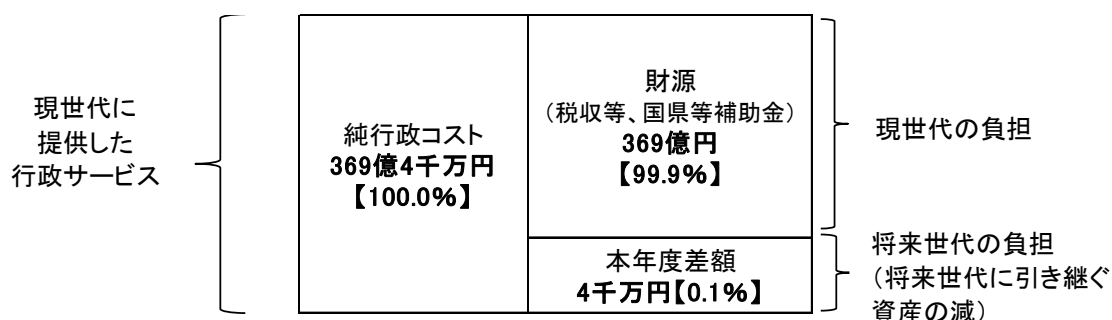 現世代に
提供した
行政サービス
純行政コスト
369億4千万円
【100.0%】
財源
(税収等、国県等補助金)
369億円
【99.9%】
現世代の負担
本年度差額
4千万円【0.1%】
将来世代の負担
(将来世代に引き継ぐ
資産の減)